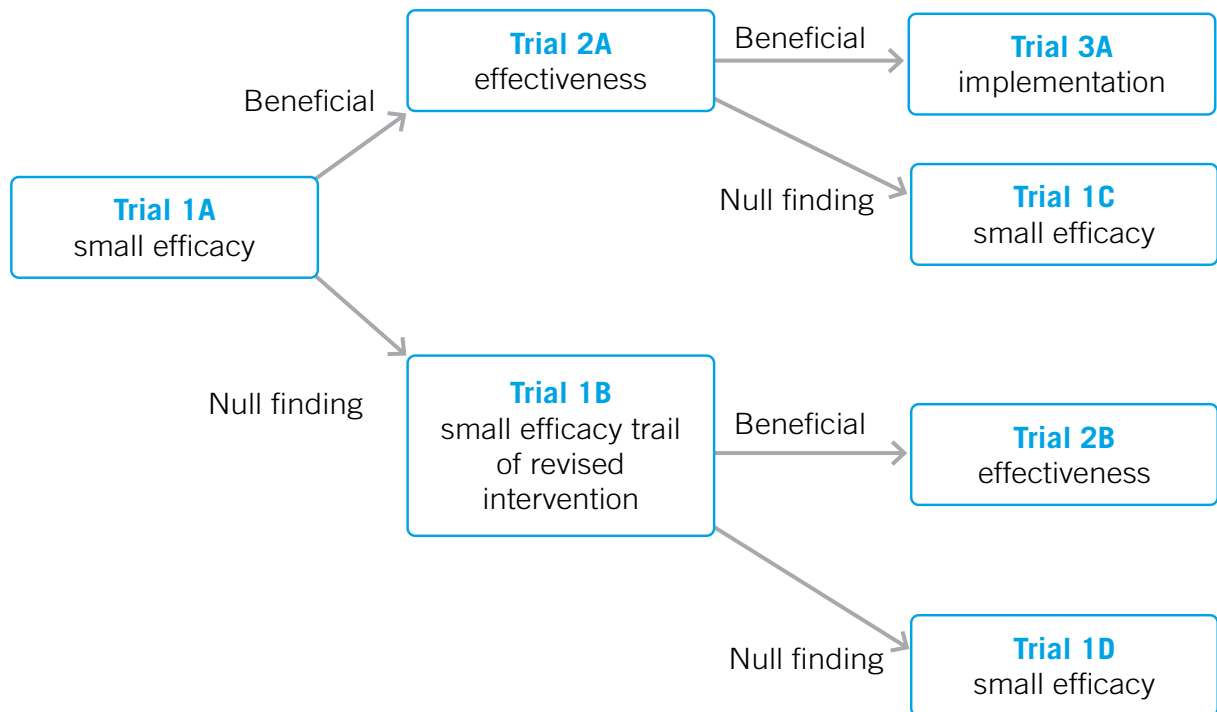 Trial 1A
small efficacy
Beneficial
Trial 2A
effectiveness
Beneficial
Trial 3A
implementation
Null finding
Trial 1C
small efficacy
Null finding
Trial 1B
small efficacy trail
of revised
intervention
Beneficial
Trial 2B
effectiveness
Null finding
Trial 1D
small efficacy